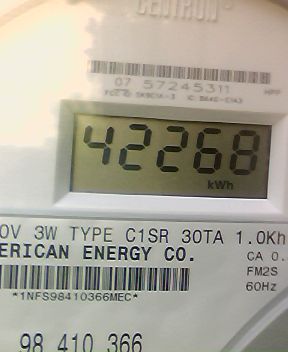 CENTRON®
07 57245311
HPP
42268
kWh
0V 3W TYPE C1SR 30TA 1.0Kh
ERICAN ENERGY CO.
CA 0.
*1NFS98410366MEC*
FM2S
60Hz
98 410 366